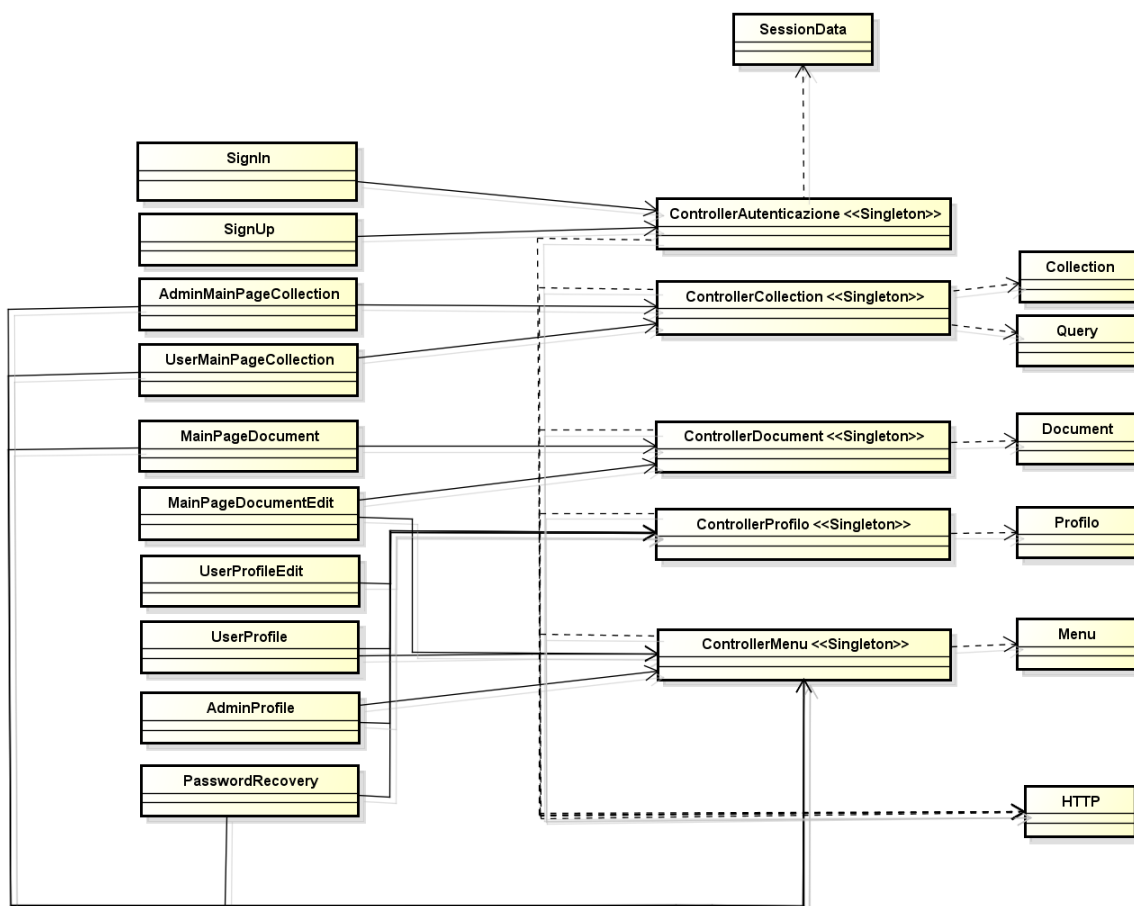 SessionData
SignIn
ControllerAutenticazione <<Singleton>>
SignUp
Collection
AdminMainPageCollection
ControllerCollection <<Singleton>>
Query
UserMainPageCollection
MainPageDocument
ControllerDocument <<Singleton>>
Document
MainPageDocumentEdit
ControllerProfilo <<Singleton>>
Profilo
UserProfileEdit
UserProfile
ControllerMenu <<Singleton>>
Menu
AdminProfile
PasswordRecovery
HTTP